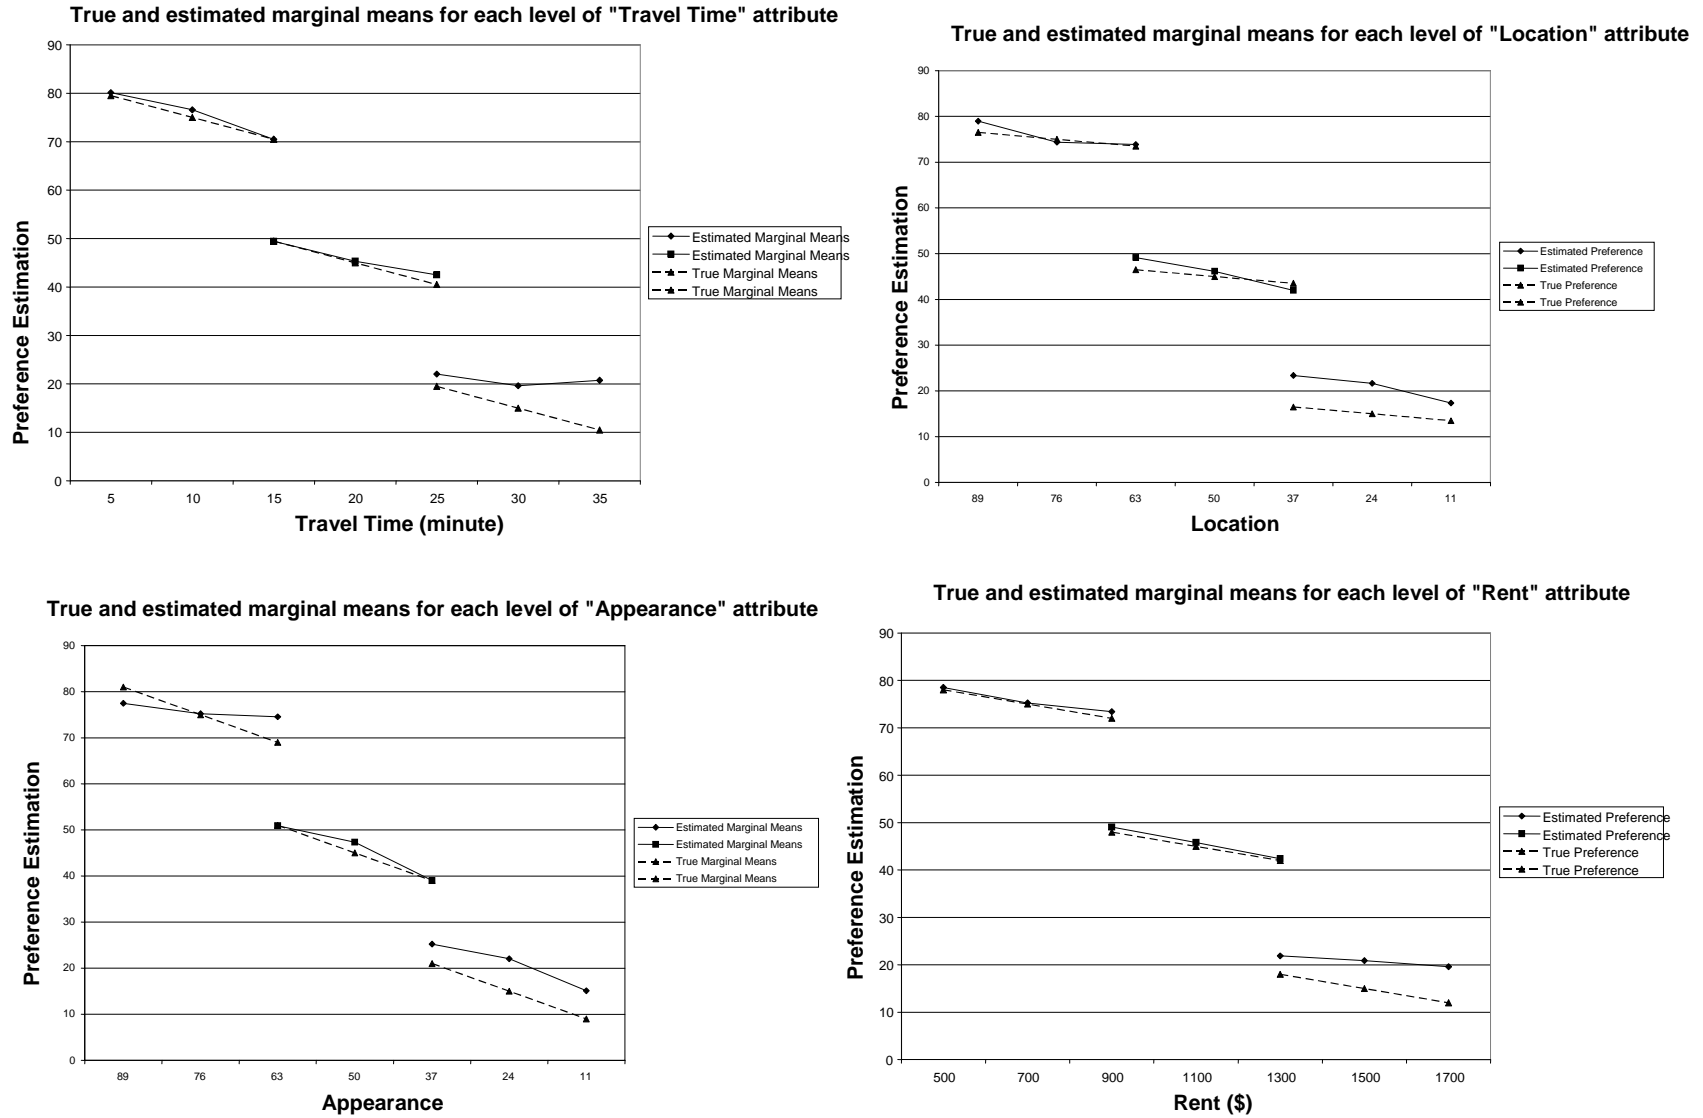 True and estimated marginal means for each level of "Travel Time" attribute
90
80
70
60
50
40
30
20
10
0
Preference Estimation
5 10 15 20 25 30 35
Travel Time (minute)
Estimated Marginal Means
Estimated Marginal Means
True Marginal Means
True Marginal Means
True and estimated marginal means for each level of "Location" attribute
90
80
70
60
50
40
30
20
10
0
Preference Estimation
89 76 63 50 37 24 11
Location
Estimated Preference
Estimated Preference
True Preference
True Preference
True and estimated marginal means for each level of "Appearance" attribute
90
80
70
60
50
40
30
20
10
0
Preference Estimation
89 76 63 50 37 24 11
Appearance
Estimated Marginal Means
Estimated Marginal Means
True Marginal Means
True Marginal Means
True and estimated marginal means for each level of "Rent" attribute
90
80
70
60
50
40
30
20
10
0
Preference Estimation
500 700 900 1100 1300 1500 1700
Rent ($)
Estimated Preference
Estimated Preference
True Preference
True Preference